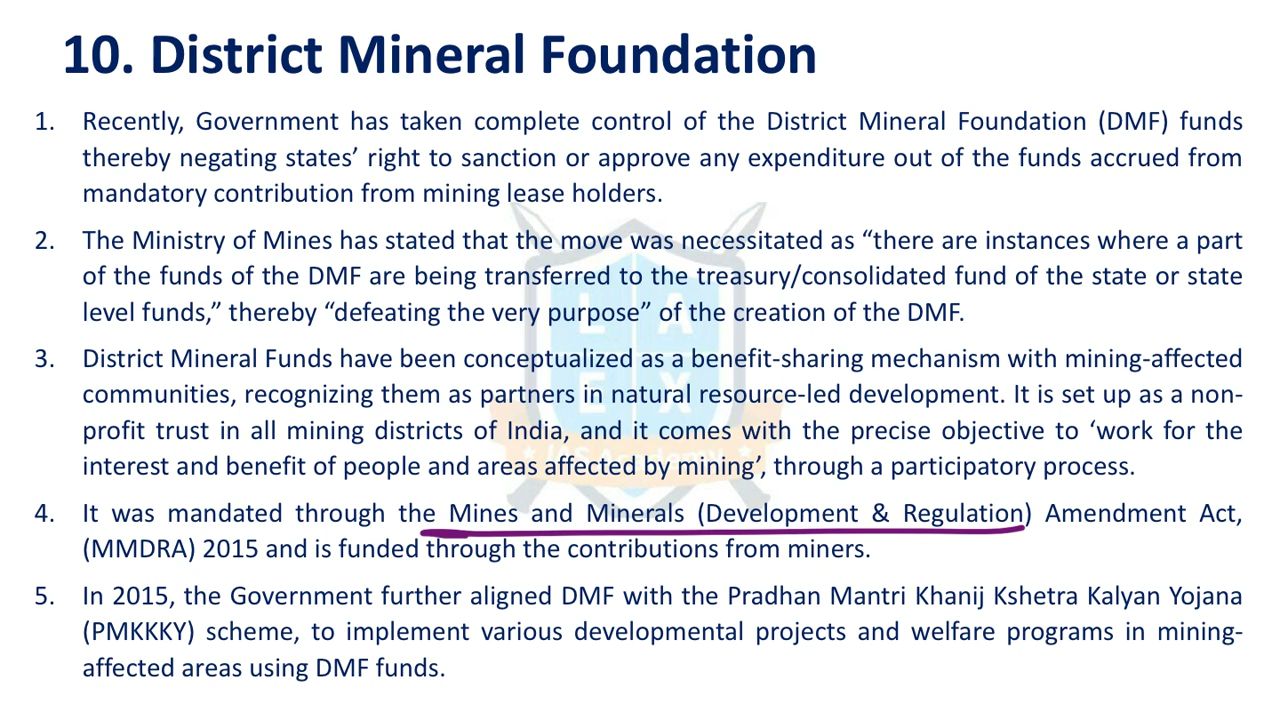 10. District Mineral Foundation
1. Recently, Government has taken complete control of the District Mineral Foundation (DMF) funds
thereby negating states’ right to sanction or approve any expenditure out of the funds accrued from
mandatory contribution from mining lease holders.
2. The Ministry of Mines has stated that the move was necessitated as “there are instances where a part
of the funds of the DMF are being transferred to the treasury/consolidated fund of the state or state
level funds,” thereby “defeating the very purpose” of the creation of the DMF.
3. District Mineral Funds have been conceptualized as a benefit-sharing mechanism with mining-affected
communities, recognizing them as partners in natural resource-led development. It is set up as a non-
profit trust in all mining districts of India, and it comes with the precise objective to ‘work for the
interest and benefit of people and areas affected by mining’, through a participatory process.
4. It was mandated through the Mines and Minerals (Development & Regulation) Amendment Act,
(MMDRA) 2015 and is funded through the contributions from miners.
5. In 2015, the Government further aligned DMF with the Pradhan Mantri Khanij Kshetra Kalyan Yojana
(PMKKKY) scheme, to implement various developmental projects and welfare programs in mining-
affected areas using DMF funds.
L A
E X
IAS Academy